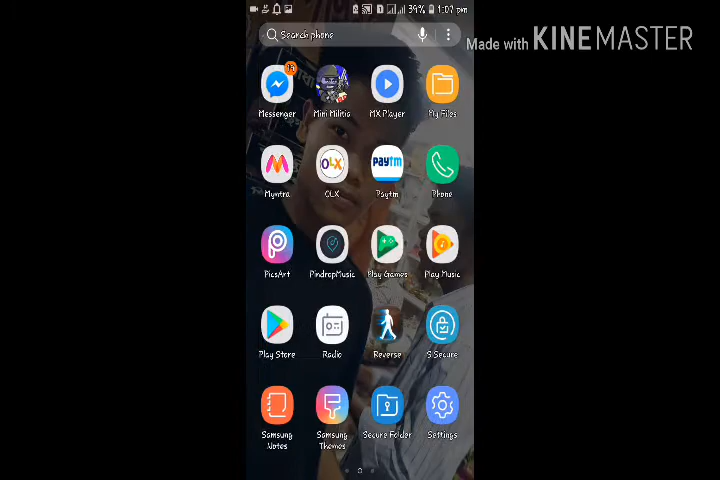 39% 1:07 pm
Search phone
Made with KINEMASTER
Messenger Mini Militia MX Player My Files
Myntra OLX Paytm Phone
PicsArt PindropMusic Play Games Play Music
Play Store Radio Reverse S Secure
Samsung Notes Samsung Themes Secure Folder Settings